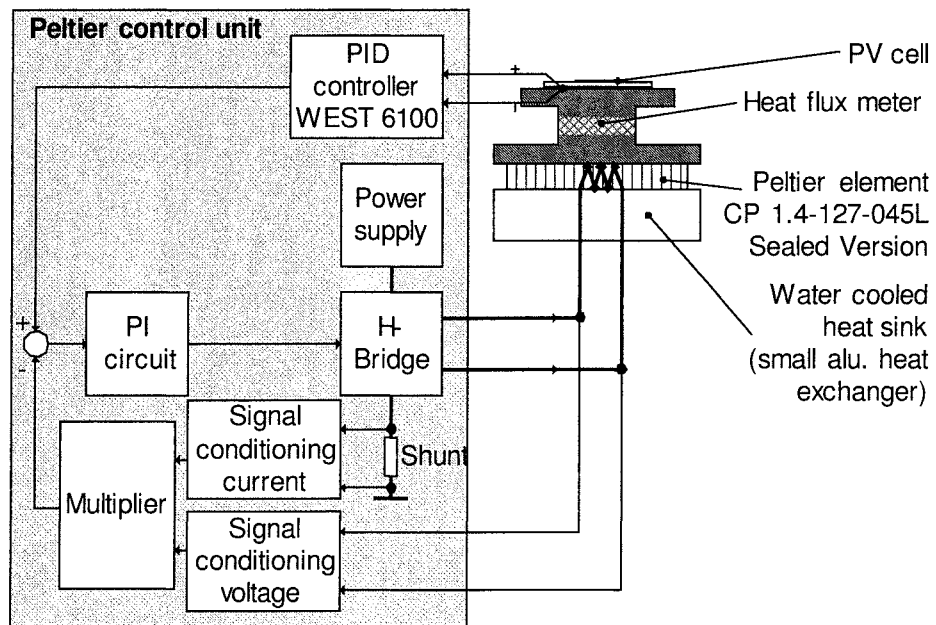 Peltier control unit
PID
controller
WEST 6100
+
-
PV cell
Heat flux meter
Peltier element
CP 1.4-127-045L
Sealed Version
Water cooled
heat sink
(small alu. heat
exchanger)
Power
supply
+
-
PI
circuit
H-
Bridge
Signal
conditioning
current
Shunt
Multiplier
Signal
conditioning
voltage